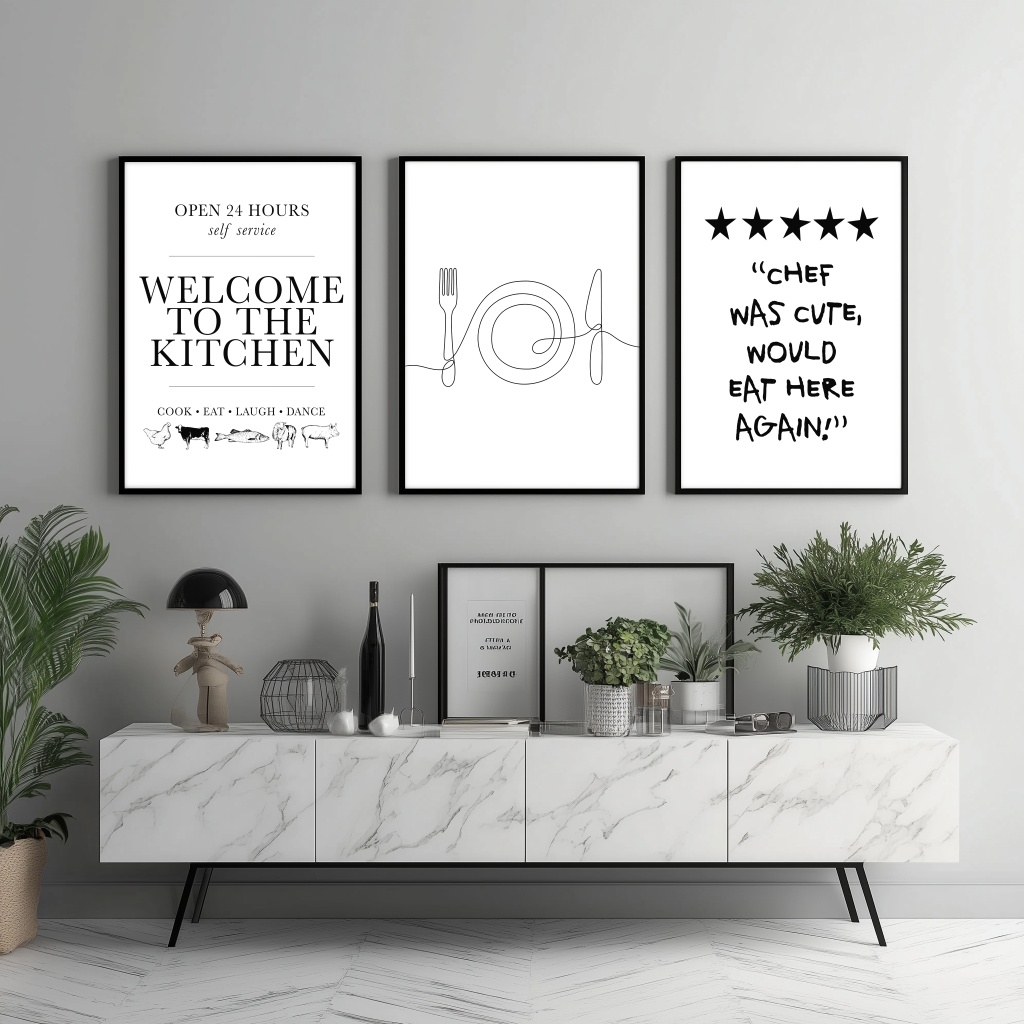 OPEN 24 HOURS
self service
WELCOME
TO THE
KITCHEN
COOK • EAT • LAUGH • DANCE
★★★★★
“CHEF
WAS CUTE,
WOULD
EAT HERE
AGAIN!”